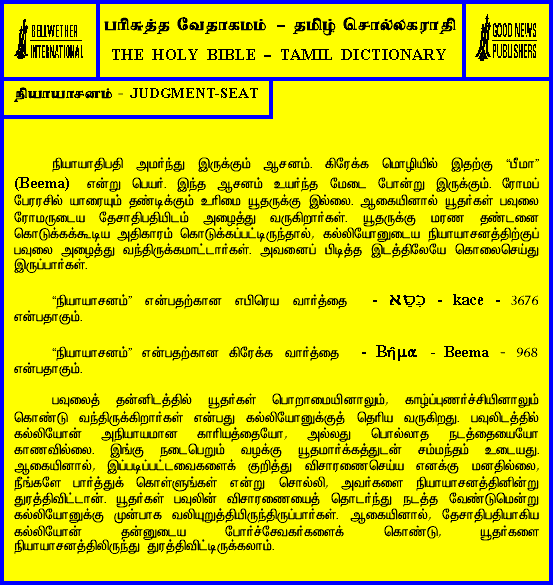 BELLWETHER
INTERNATIONAL
பரிசுத்த வேதாகமம் – தமிழ் சொல்லகராதி
THE HOLY BIBLE – TAMIL DICTIONARY
GOOD NEWS
PUBLISHERS
நியாயாசனம் - JUDGMENT-SEAT
நியாயாதிபதி அமர்ந்து இருக்கும் ஆசனம். கிரேக்க மொழியில் இதற்கு “பீமா”
(Beema) என்று பெயர். இந்த ஆசனம் உயர்ந்த மேடை போன்று இருக்கும். ரோமப்
பேரரசில் யாரையும் தண்டிக்கும் உரிமை யூதருக்கு இல்லை. ஆகையினால் யூதர்கள் பவுலை
ரோமருடைய தேசாதிபதியிடம் அழைத்து வருகிறார்கள். யூதருக்கு மரண தண்டனை
கொடுக்கக்கூடிய அதிகாரம் கொடுக்கப்பட்டிருந்தால், கல்லியோனுடைய நியாயாசனத்திற்குப்
பவுலை அழைத்து வந்திருக்கமாட்டார்கள். அவனைப் பிடித்த இடத்திலேயே கொலைசெய்து
இருப்பார்கள்.
“நியாயாசனம்” என்பதற்கான எபிரெய வார்த்தை - כִּסֵּא - kace - 3676
என்பதாகும்.
“நியாயாசனம்” என்பதற்கான கிரேக்க வார்த்தை - Βῆμα - Beema - 968
என்பதாகும்.
பவுலைத் தன்னிடத்தில் யூதர்கள் பொறாமையினாலும், காழ்ப்புணர்ச்சியினாலும்
கொண்டு வந்திருக்கிறார்கள் என்பது கல்லியோனுக்குத் தெரிய வருகிறது. பவுலிடத்தில்
கல்லியோன் அநியாயமான காரியத்தையோ, அல்லது பொல்லாத நடத்தையையோ
காணவில்லை. இங்கு நடைபெறும் வழக்கு யூதமார்க்கத்துடன் சம்மந்தம் உடையது.
ஆகையினால், இப்படிப்பட்டவைகளைக் குறித்து விசாரணைசெய்ய எனக்கு மனதில்லை,
நீங்களே பார்த்துக் கொள்ளுங்கள் என்று சொல்லி, அவர்களை நியாயாசனத்தினின்று
துரத்திவிட்டான். யூதர்கள் பவுலின் விசாரணையைத் தொடர்ந்து நடத்த வேண்டுமென்று
கல்லியோனுக்கு முன்பாக வலியுறுத்தியிருந்திருப்பார்கள். ஆகையினால், தேசாதிபதியாகிய
கல்லியோன் தன்னுடைய போர்ச்சேவகர்களைக் கொண்டு, யூதர்களை
நியாயாசனத்திலிருந்து துரத்திவிட்டிருக்கலாம்.